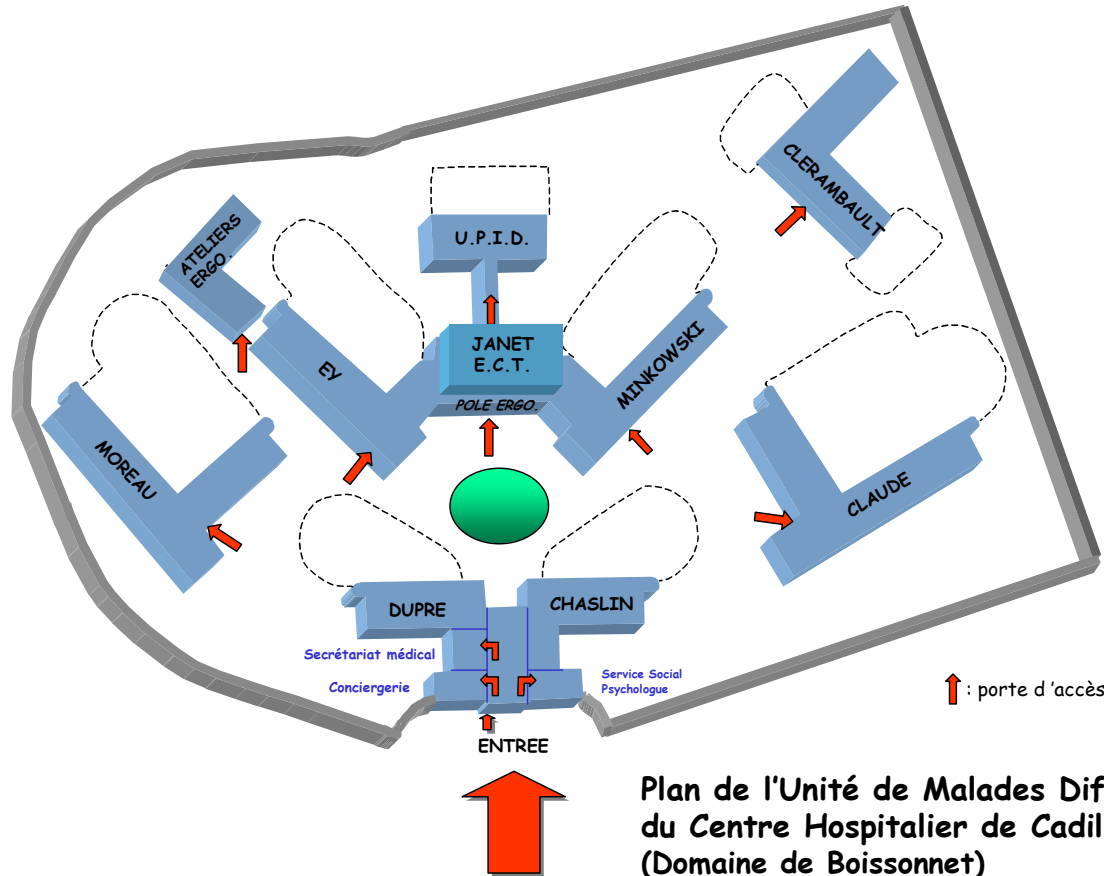 CLERAMBAULT
U.P.I.D.
ATELIERS
ERGO.
JANET
E.C.T.
EY
MINKOWSKI
POLE ERGO.
MOREAU
CLAUDE
DUPRE
CHASLIN
Secrétariat médical
Conciergerie
Service Social
Psychologue
: porte d 'accès
ENTREE
Plan de l'Unité de Malades Dif
du Centre Hospitalier de Cadil
(Domaine de Boissonnet)